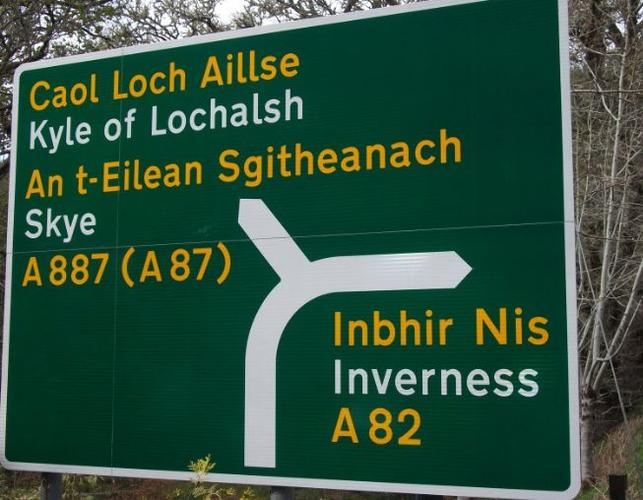 Caol Loch Aillse
Kyle of Lochalsh
An t-Eilean Sgitheanach
Skye
A887 (A87)
Inbhir Nis
Inverness
A82